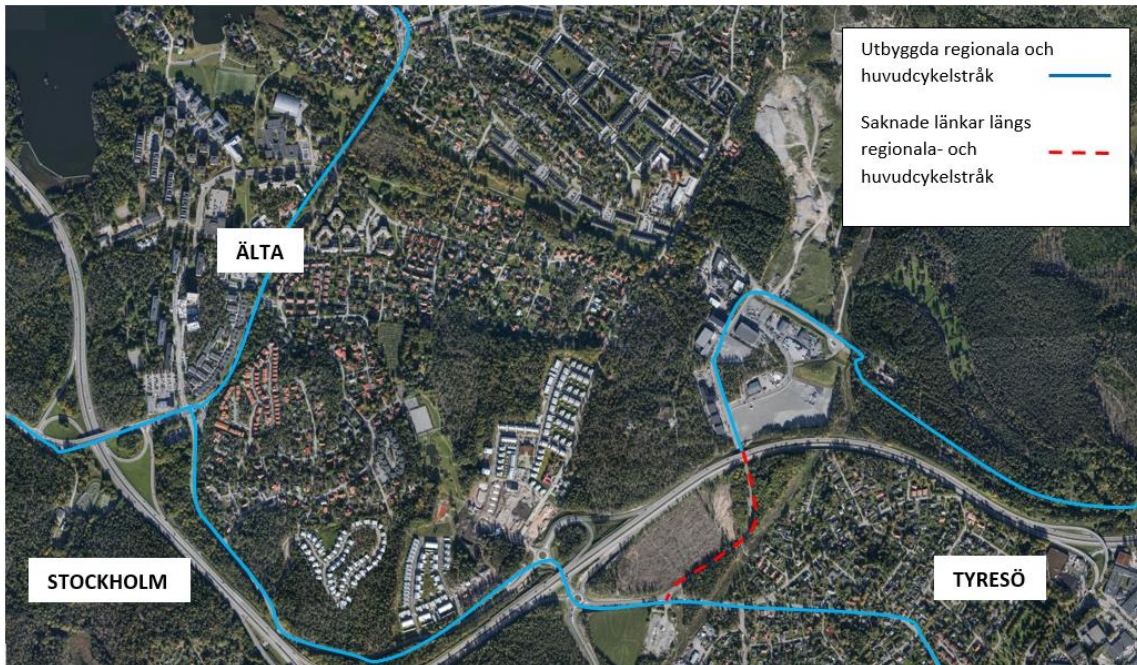 Utbyggda regionala och
huvudcykelstråk
Saknade länkar längs
regionala- och
huvudcykelstråk
ÄLTA
STOCKHOLM
TYRESÖ